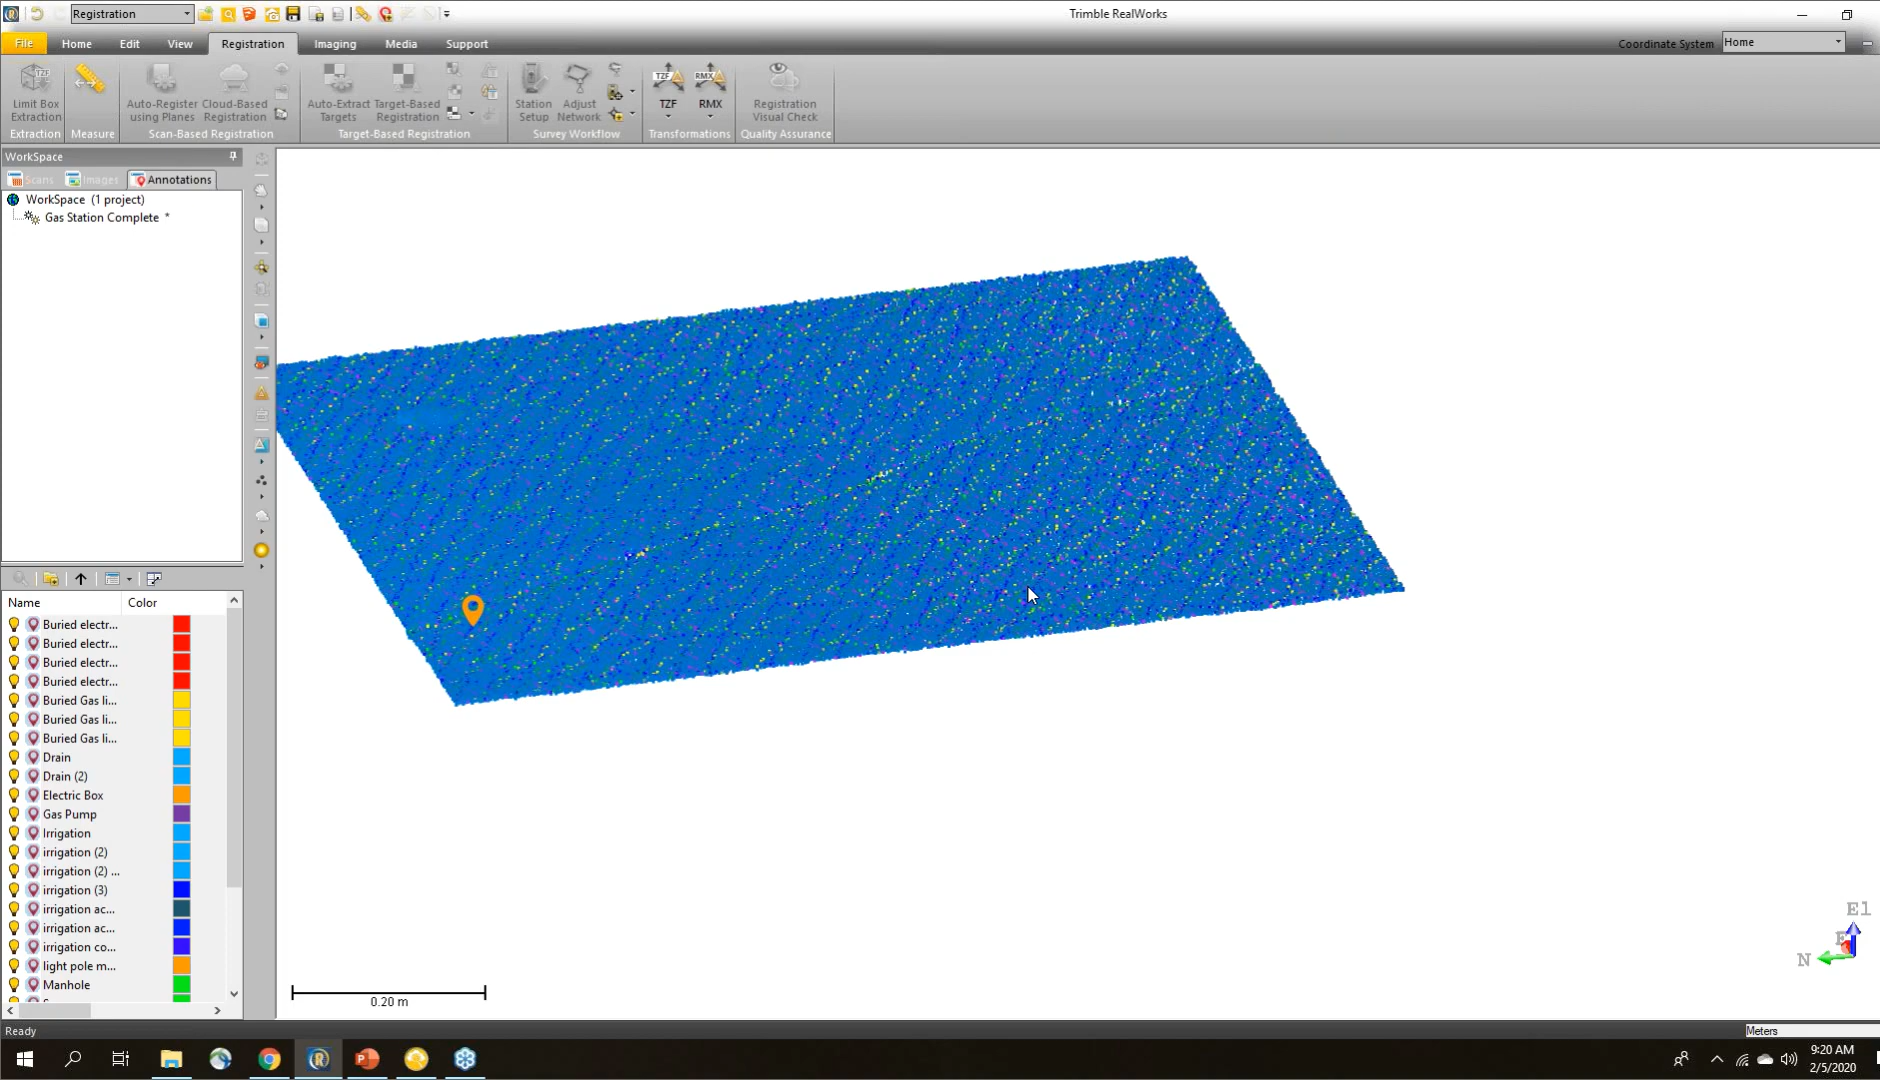 Registration
Trimble RealWorks
File
Home
Edit
View
Registration
Imaging
Media
Support
Coordinate System
Home
TZF
Limit Box
Extraction
Auto-Register
using Planes
Cloud-Based
Registration
Auto-Extract
Targets
Target-Based
Registration
Station
Setup
Adjust
Network
TZF
TZF
RMX
RMX
Registration
Visual Check
Extraction
Measure
Scan-Based Registration
Target-Based Registration
Survey Workflow
Transformations
Quality Assurance
WorkSpace
Scans
Images
Annotations
WorkSpace (1 project)
Gas Station Complete *
Name
Color
Buried electr...
Buried electr...
Buried electr...
Buried electr...
Buried Gas li...
Buried Gas li...
Buried Gas li...
Drain
Drain (2)
Electric Box
Gas Pump
Irrigation
irrigation (2)
irrigation (2) ...
irrigation (3)
irrigation ac...
irrigation ac...
irrigation co...
light pole m...
Manhole
0.20 m
El
E
N
Ready
Meters
9:20 AM
2/5/2020